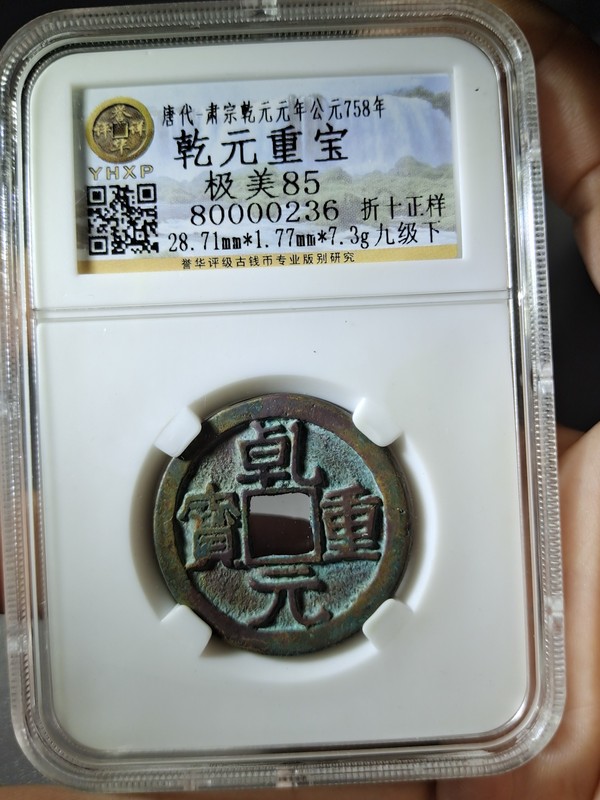 唐代-肃宗乾元元年公元758年
乾元重宝
极美85
YHXP
80000236 折十正样
28.71mm*1.77mm*7.3g九级下
誉华评级古钱币专业版别研究
乾
重
元
寶